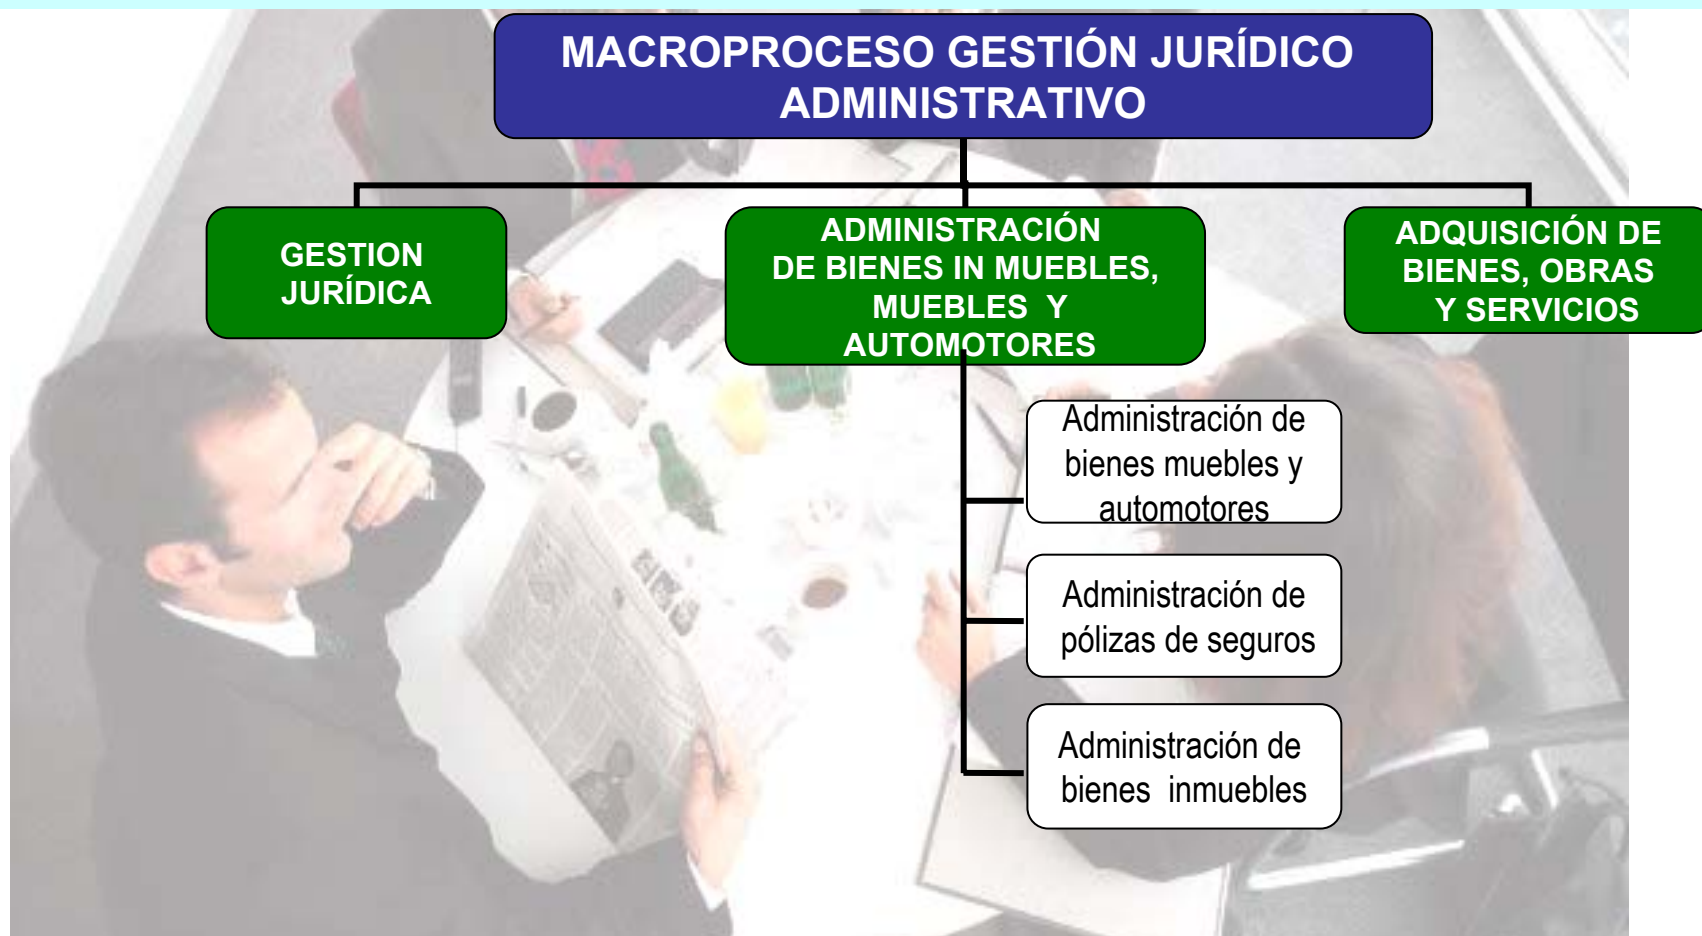 MACROPROCESO GESTIÓN JURÍDICO
ADMINISTRATIVO
GESTION
JURÍDICA
ADMINISTRACIÓN
DE BIENES IN MUEBLES,
MUEBLES Y
AUTOMOTORES
ADQUISICIÓN DE
BIENES, OBRAS
Y SERVICIOS
Administración de
bienes muebles y
automotores
Administración de
pólizas de seguros
Administración de
bienes inmuebles